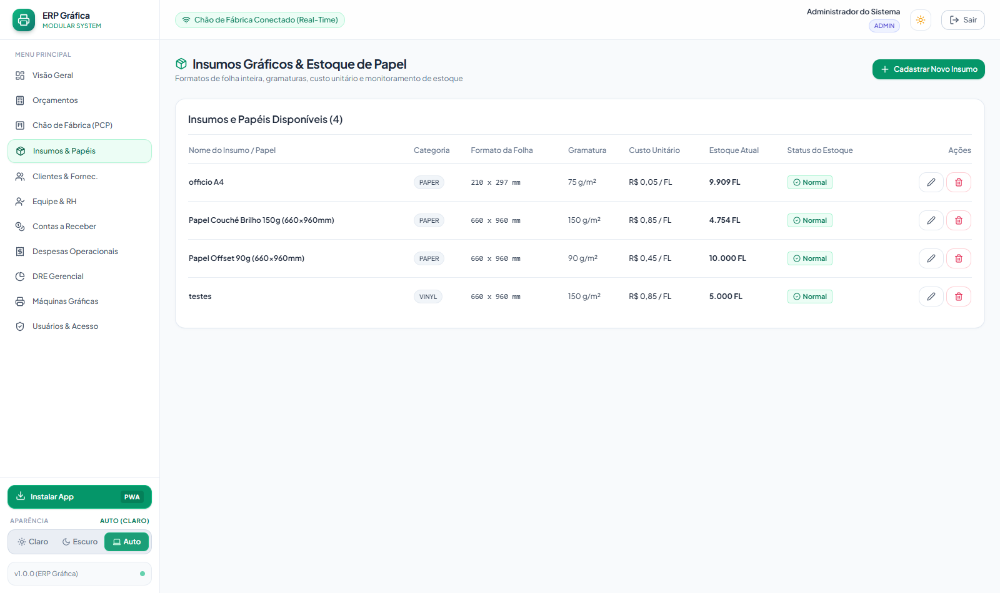 ERP Gráfica
MODULAR SYSTEM
MENU PRINCIPAL
Visão Geral
Orçamentos
Chão de Fábrica (PCP)
Insumos & Papéis
Clientes & Fornec.
Equipe & RH
Contas a Receber
Despesas Operacionais
DRE Gerencial
Máquinas Gráficas
Usuários & Acesso
Instalar App PWA
APARÊNCIA AUTO (CLARO)
Claro Escuro Auto
v1.0.0 (ERP Gráfica)
Chão de Fábrica Conectado (Real-Time)
Administrador do Sistema
ADMIN
Sair
Insumos Gráficos & Estoque de Papel
Formatos de folha inteira, gramaturas, custo unitário e monitoramento de estoque
Cadastrar Novo Insumo
Insumos e Papéis Disponíveis (4)
Nome do Insumo / Papel Categoria Formato da Folha Gramatura Custo Unitário Estoque Atual Status do Estoque Ações
officio A4 PAPER 210 x 297 mm 75 g/m² R$ 0,05 / FL 9.909 FL Normal
Papel Couché Brilho 150g (660x960mm) PAPER 660 x 960 mm 150 g/m² R$ 0,85 / FL 4.754 FL Normal
Papel Offset 90g (660x960mm) PAPER 660 x 960 mm 90 g/m² R$ 0,45 / FL 10.000 FL Normal
testes VINYL 660 x 960 mm 150 g/m² R$ 0,85 / FL 5.000 FL Normal